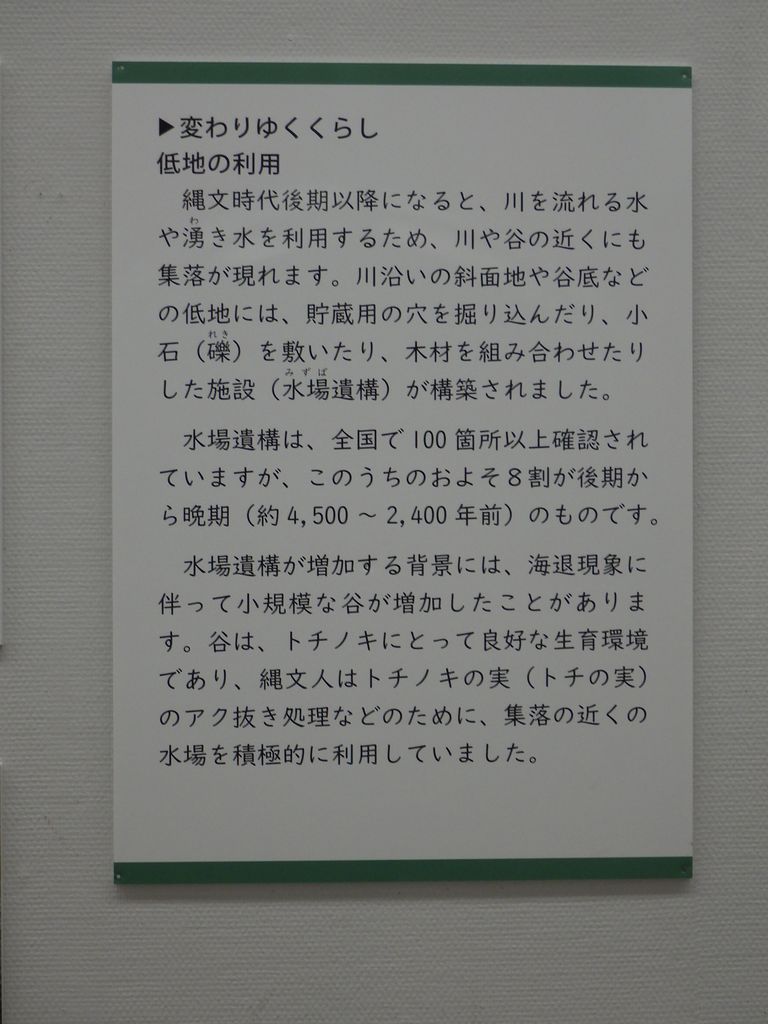 ▶変わりゆくくらし
低地の利用
縄文時代後期以降になると、川を流れる水
や湧き水を利用するため、川や谷の近くにも
集落が現れます。川沿いの斜面地や谷底など
の低地には、貯蔵用の穴を掘り込んだり、小
石（礫）を敷いたり、木材を組み合わせたり
した施設（水場遺構）が構築されました。
水場遺構は、全国で100箇所以上確認され
ていますが、このうちのおよそ８割が後期か
ら晩期（約4,500～2,400年前）のものです。
水場遺構が増加する背景には、海退現象に
伴って小規模な谷が増加したことがありま
す。谷は、トチノキにとって良好な生育環境
であり、縄文人はトチノキの実（トチの実）
のアク抜き処理などのために、集落の近くの
水場を積極的に利用していました。